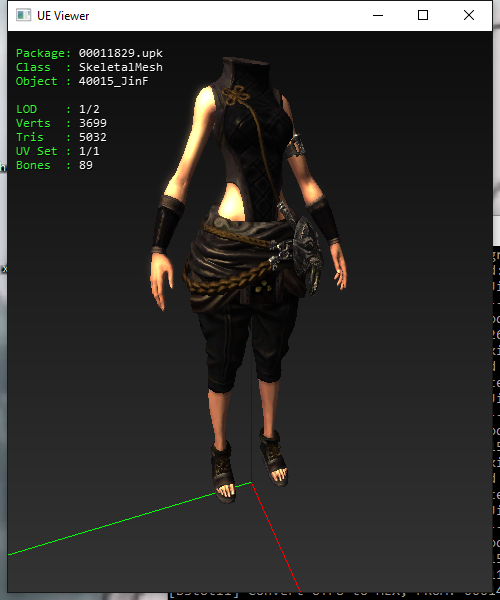 UE Viewer
Package: 00011829.upk
Class : SkeletalMesh
Object : 40015_JinF
LOD : 1/2
Verts : 3699
Tris : 5032
UV Set : 1/1
Bones : 89